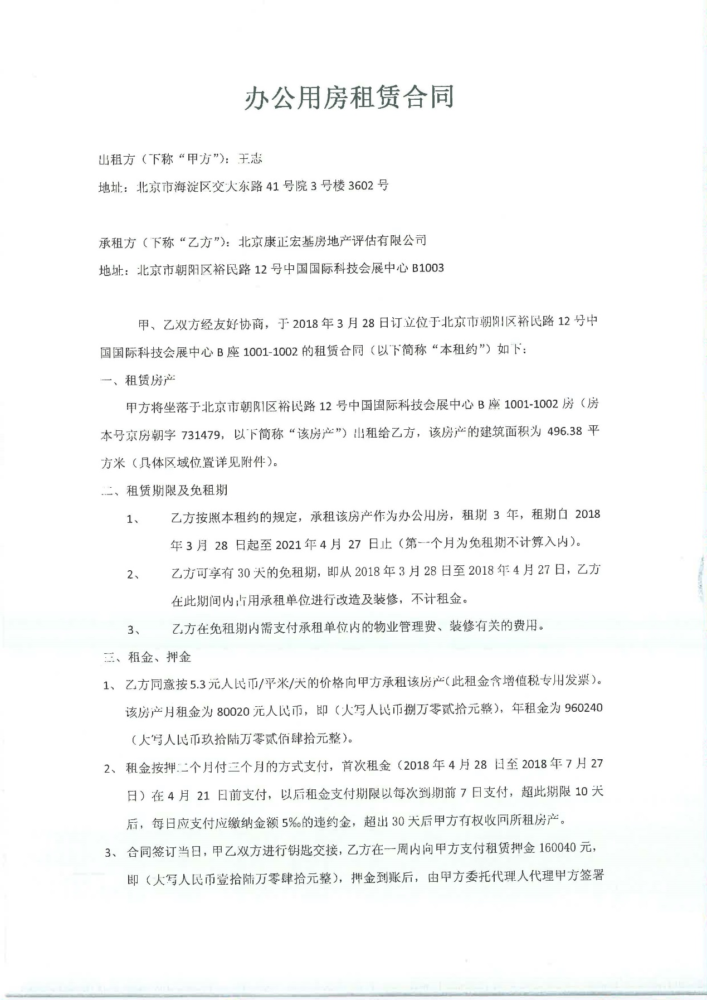 办公用房租赁合同
出租方（下称“甲方”）：王志
地址：北京市海淀区交大东路 41 号院 3 号楼 3602 号
承租方（下称“乙方”）：北京康正宏基房地产评估有限公司
地址：北京市朝阳区裕民路 12 号中国国际科技会展中心 B1003
甲、乙双方经友好协商，于 2018 年 3 月 28 日订立位于北京市朝阳区裕民路 12 号中
国国际科技会展中心 B 座 1001-1002 的租赁合同（以下简称“本租约”）如下：
一、租赁房产
甲方将坐落于北京市朝阳区裕民路 12 号中国国际科技会展中心 B 座 1001-1002 房（房
本号京房朝字 731479，以下简称“该房产”）出租给乙方，该房产的建筑面积为 496.38 平
方米（具体区域位置详见附件）。
二、租赁期限及免租期
1、 乙方按照本租约的规定，承租该房产作为办公用房，租期 3 年，租期自 2018
年 3 月 28 日起至 2021 年 4 月 27 日止（第一个月为免租期不计算入内）。
2、 乙方可享有 30 天的免租期，即从 2018 年 3 月 28 日至 2018 年 4 月 27 日，乙方
在此期间内占用承租单位进行改造及装修，不计租金。
3、 乙方在免租期内需支付承租单位内的物业管理费、装修有关的费用。
三、租金、押金
1、 乙方同意按 5.3 元人民币/平米/天的价格向甲方承租该房产（此租金含增值税专用发票）。
该房产月租金为 80020 元人民币，即（大写人民币捌万零贰拾元整），年租金为 960240
（大写人民币玖拾陆万零贰佰肆拾元整）。
2、 租金按押二个月付三个月的方式支付，首次租金（2018 年 4 月 28 日至 2018 年 7 月 27
日）在 4 月 21 日前支付，以后租金支付期限以每次到期前 7 日支付，超此期限 10 天
后，每日应支付应缴纳金额 5‰的违约金，超出 30 天后甲方有权收回所租房产。
3、 合同签订当日，甲乙双方进行钥匙交接，乙方在一周内向甲方支付租赁押金 160040 元，
即（大写人民币壹拾陆万零肆拾元整），押金到账后，由甲方委托代理人代理甲方签署